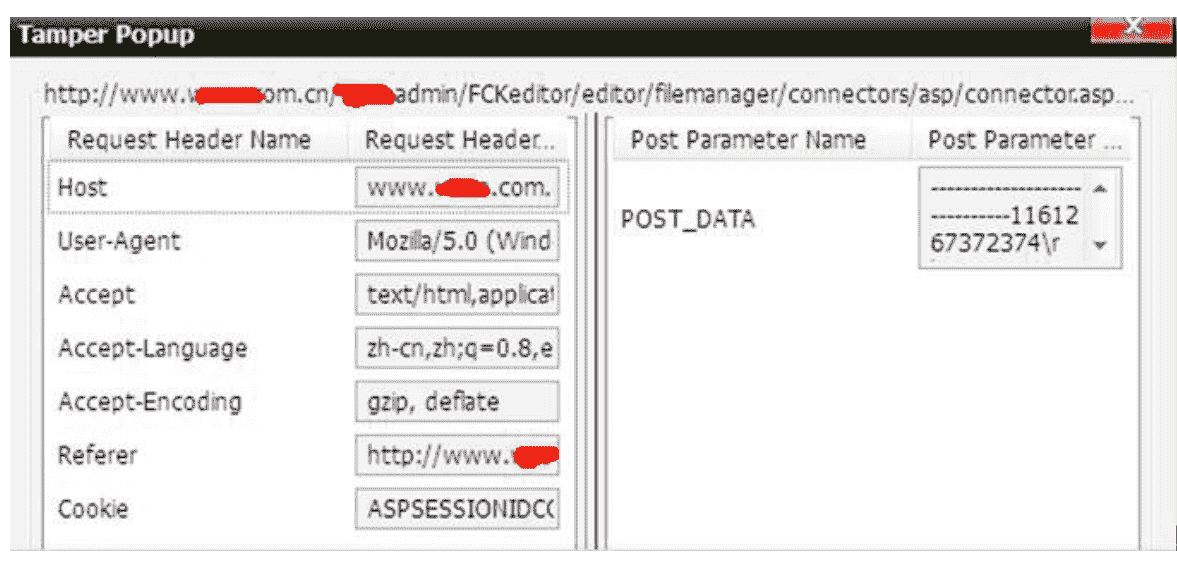 Tamper Popup
http://www. om.cn/ admin/FCKeditor/editor/filemanager/connectors/asp/connector.asp...
Request Header Name Request Header... Post Parameter Name Post Parameter ...
Host www. .com.
User-Agent Mozilla/5.0 (Wind
Accept text/html,applicat
Accept-Language zh-cn,zh;q=0.8,e
Accept-Encoding gzip, deflate
Referer http://www.
Cookie ASPSESSIONIDC
POST_DATA
-------------------
----------11612
67372374\r